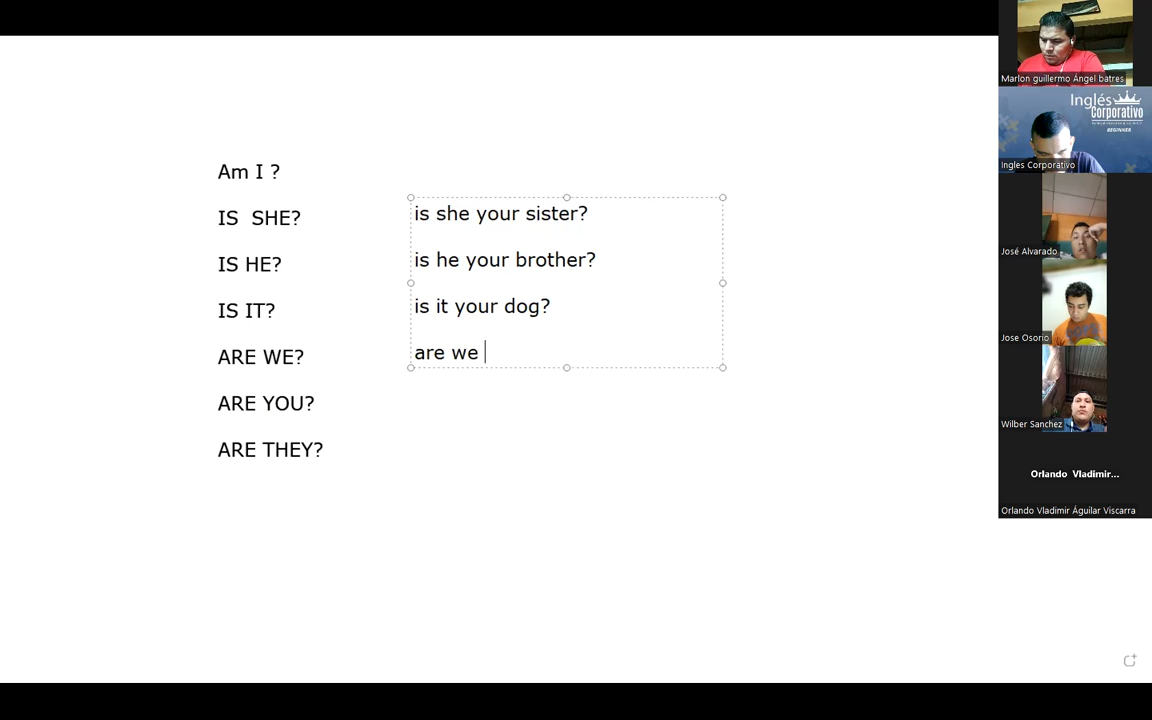 Am I ?
IS SHE?
IS HE?
IS IT?
ARE WE?
ARE YOU?
ARE THEY?
is she your sister?
is he your brother?
is it your dog?
are we
Marlon guillermo Ángel batres
Inglés
Corporativo
BEGINNER
Ingles Corporativo
José Alvarado
Jose Osorio
Wilber Sanchez
Orlando Vladimir...
Orlando Vladimir Águilar Viscarra